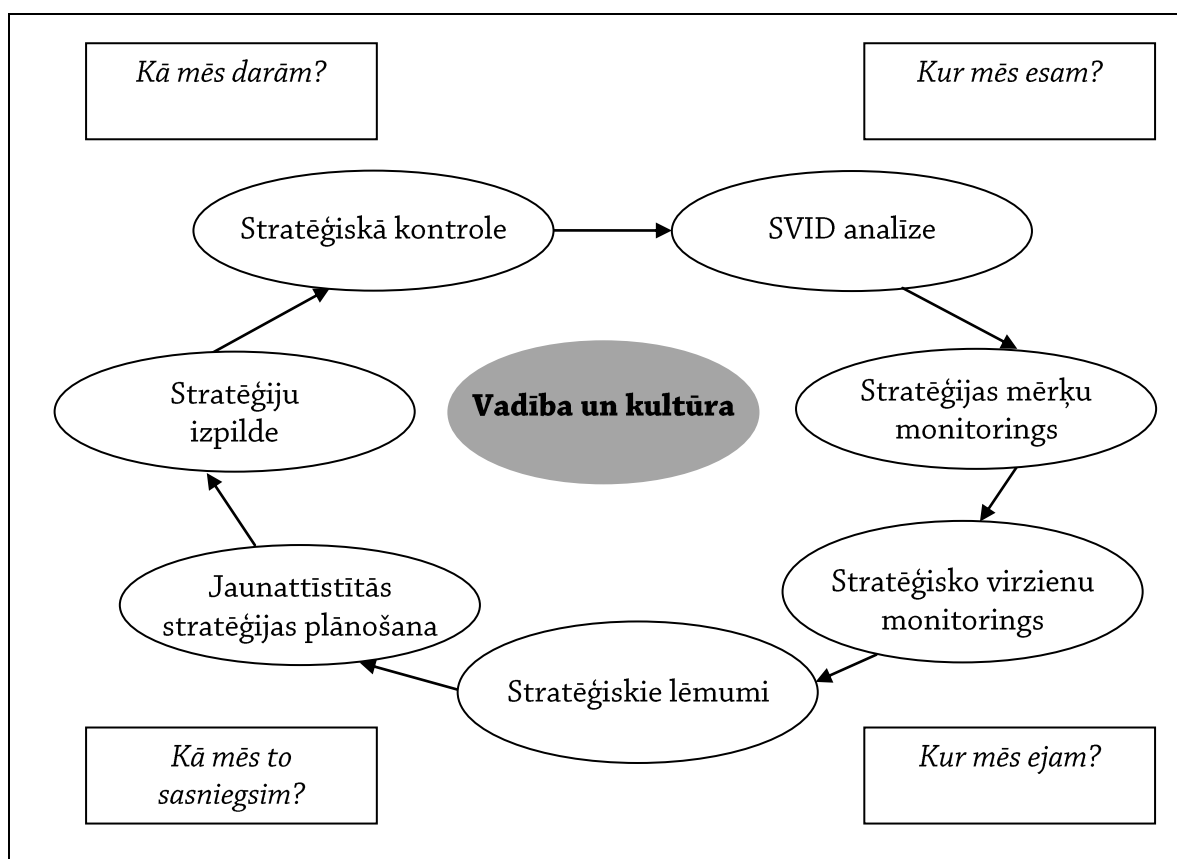 Kā mēs darām?
Kur mēs esam?
Stratēģiskā kontrole
SVID analīze
Stratēģiju
izpilde
Vadība un kultūra
Stratēģijas mērķu
monitorings
Jaunattīstītās
stratēģijas plānošana
Stratēģisko virzienu
monitorings
Stratēģiskie lēmumi
Kā mēs to
sasniegsim?
Kur mēs ejam?